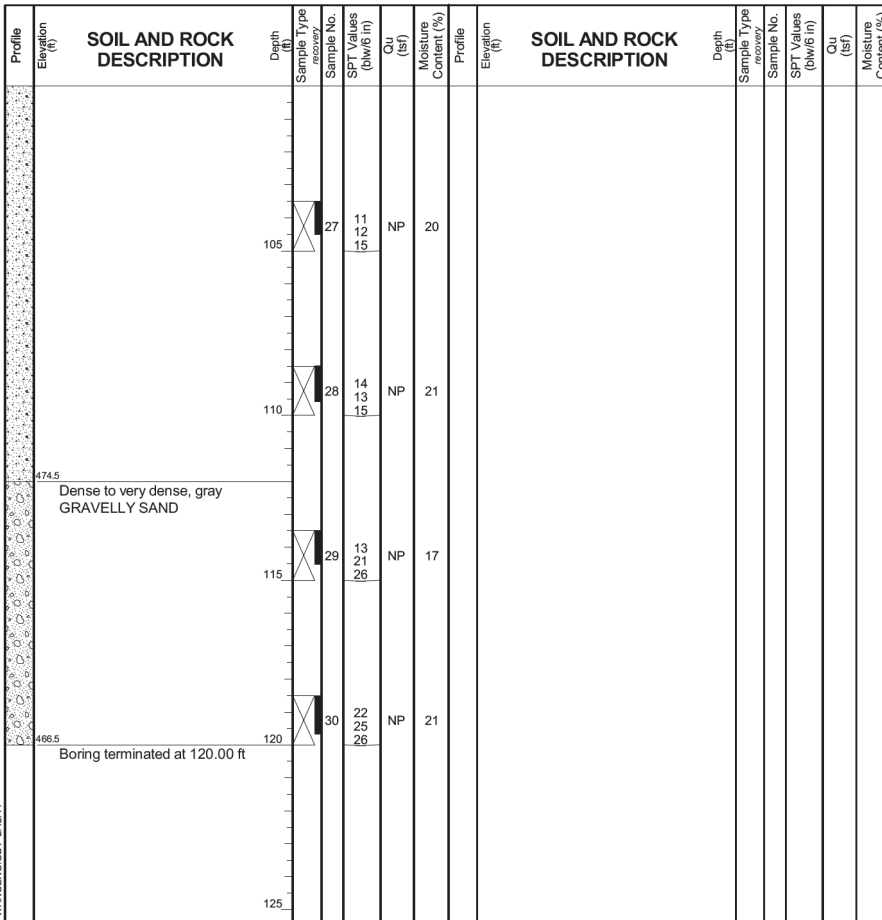 Profile
Elevation (ft)
SOIL AND ROCK
DESCRIPTION
Depth (ft)
Sample Type
recovery
Sample No.
SPT Values
(blw/6 in)
Qu
(tsf)
Moisture
Content (%)
Profile
Elevation (ft)
SOIL AND ROCK
DESCRIPTION
Depth (ft)
Sample Type
recovery
Sample No.
SPT Values
(blw/6 in)
Qu
(tsf)
Moisture
Content (%)
27 11 NP 20
12
105 15
28 14 NP 21
13
110 15
474.5
Dense to very dense, gray
GRAVELLY SAND
29 13 NP 17
21
115 26
30 22 NP 21
25
466.5 120 26
Boring terminated at 120.00 ft
125